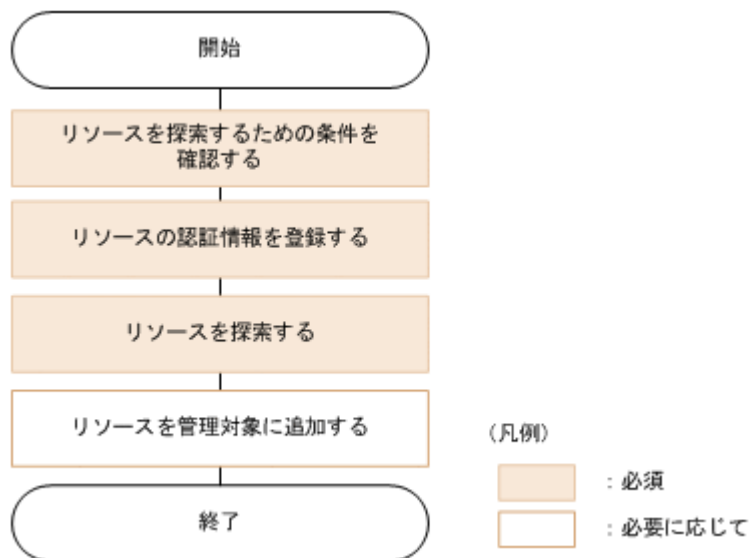 開始
リソースを探索するための条件を
確認する
リソースの認証情報を登録する
リソースを探索する
リソースを管理対象に追加する
終了
（凡例）
：必須
：必要に応じて